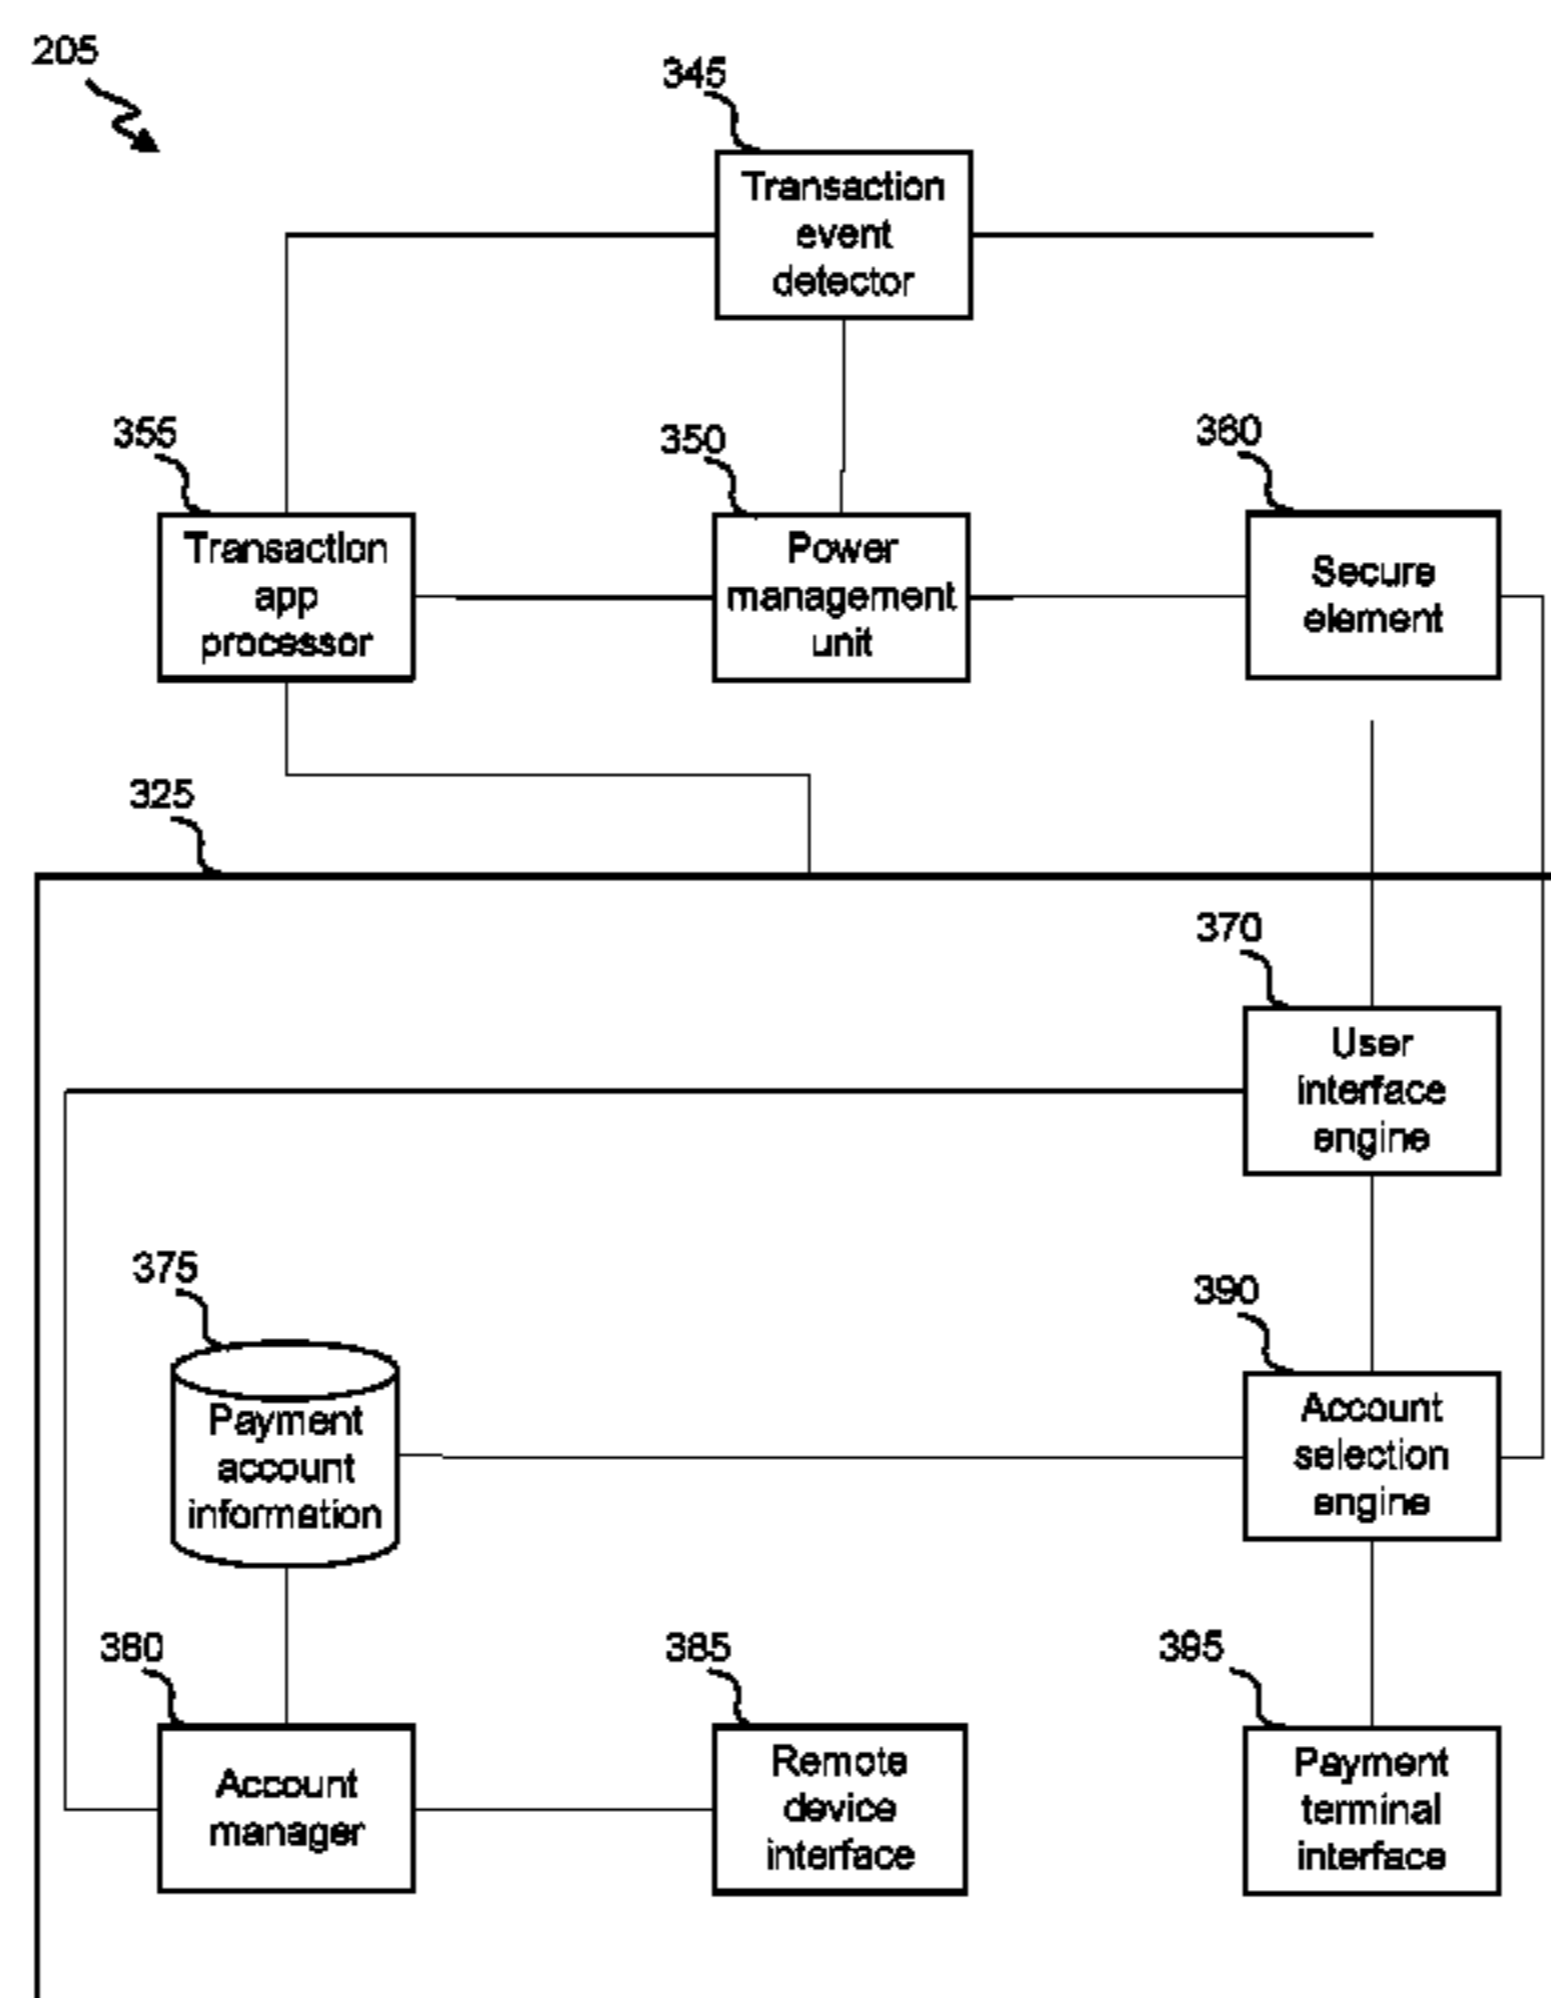 205
345
Transaction
event
detector
355
350
360
Transaction
app
processor
Power
management
unit
Secure
element
325
370
User
interface
engine
375
390
Payment
account
information
Account
selection
engine
380
385
395
Account
manager
Remote
device
interface
Payment
terminal
interface